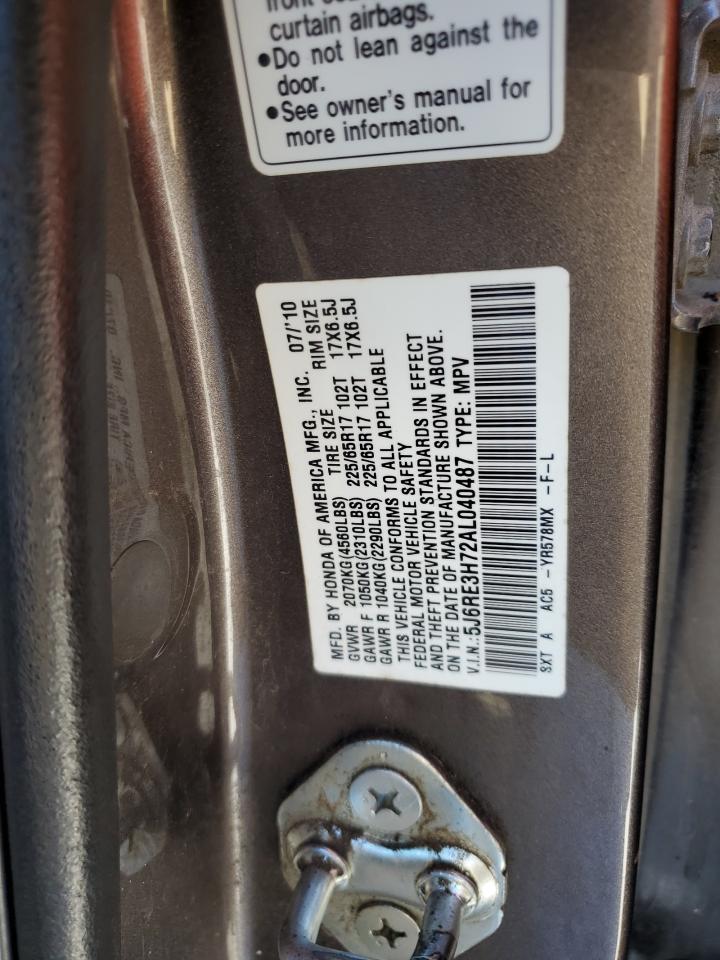 curtain airbags.
●Do not lean against the
door.
●See owner's manual for
more information.
MFD. BY HONDA OF AMERICA MFG., INC. 07/'10
GVWR 2070KG(4560LBS) TIRE SIZE RIM SIZE
GAWR F 1050KG(2310LBS) 225/65R17 102T 17X6.5J
GAWR R 1040KG(2290LBS) 225/65R17 102T 17X6.5J
THIS VEHICLE CONFORMS TO ALL APPLICABLE
FEDERAL MOTOR VEHICLE SAFETY
AND THEFT PREVENTION STANDARDS IN EFFECT
ON THE DATE OF MANUFACTURE SHOWN ABOVE.
V.I.N.:5J6RE3H72AL040487 TYPE: MPV
SXT A AC5 -YR578MX -F-L